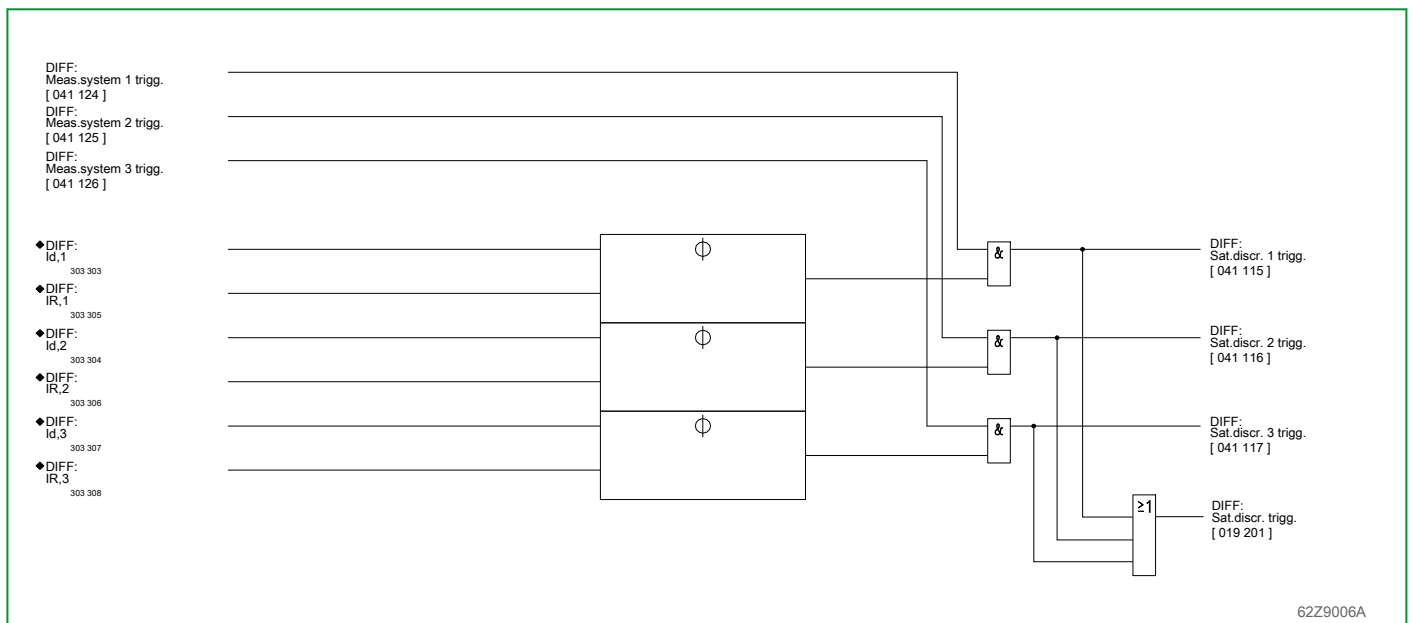 DIFF:
Meas.system 1 trigg.
[ 041 124 ]
DIFF:
Meas.system 2 trigg.
[ 041 125 ]
DIFF:
Meas.system 3 trigg.
[ 041 126 ]
◆DIFF:
Id,1
303 303
◆DIFF:
IR,1
303 305
◆DIFF:
Id,2
303 304
◆DIFF:
IR,2
303 306
◆DIFF:
Id,3
303 307
◆DIFF:
IR,3
303 308
&
&
&
≥1
DIFF:
Sat.discr. 1 trigg.
[ 041 115 ]
DIFF:
Sat.discr. 2 trigg.
[ 041 116 ]
DIFF:
Sat.discr. 3 trigg.
[ 041 117 ]
DIFF:
Sat.discr. trigg.
[ 019 201 ]
62Z9006A